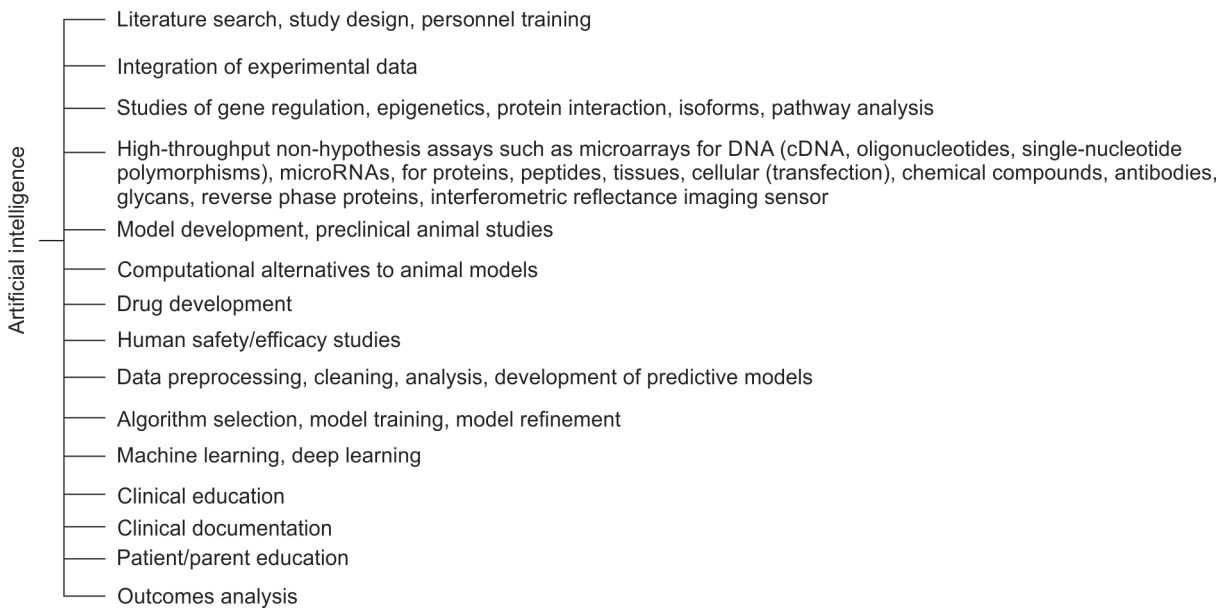 Artificial intelligence
Literature search, study design, personnel training
Integration of experimental data
Studies of gene regulation, epigenetics, protein interaction, isoforms, pathway analysis
High-throughput non-hypothesis assays such as microarrays for DNA (cDNA, oligonucleotides, single-nucleotide
polymorphisms), microRNAs, for proteins, peptides, tissues, cellular (transfection), chemical compounds, antibodies,
glycans, reverse phase proteins, interferometric reflectance imaging sensor
Model development, preclinical animal studies
Computational alternatives to animal models
Drug development
Human safety/efficacy studies
Data preprocessing, cleaning, analysis, development of predictive models
Algorithm selection, model training, model refinement
Machine learning, deep learning
Clinical education
Clinical documentation
Patient/parent education
Outcomes analysis